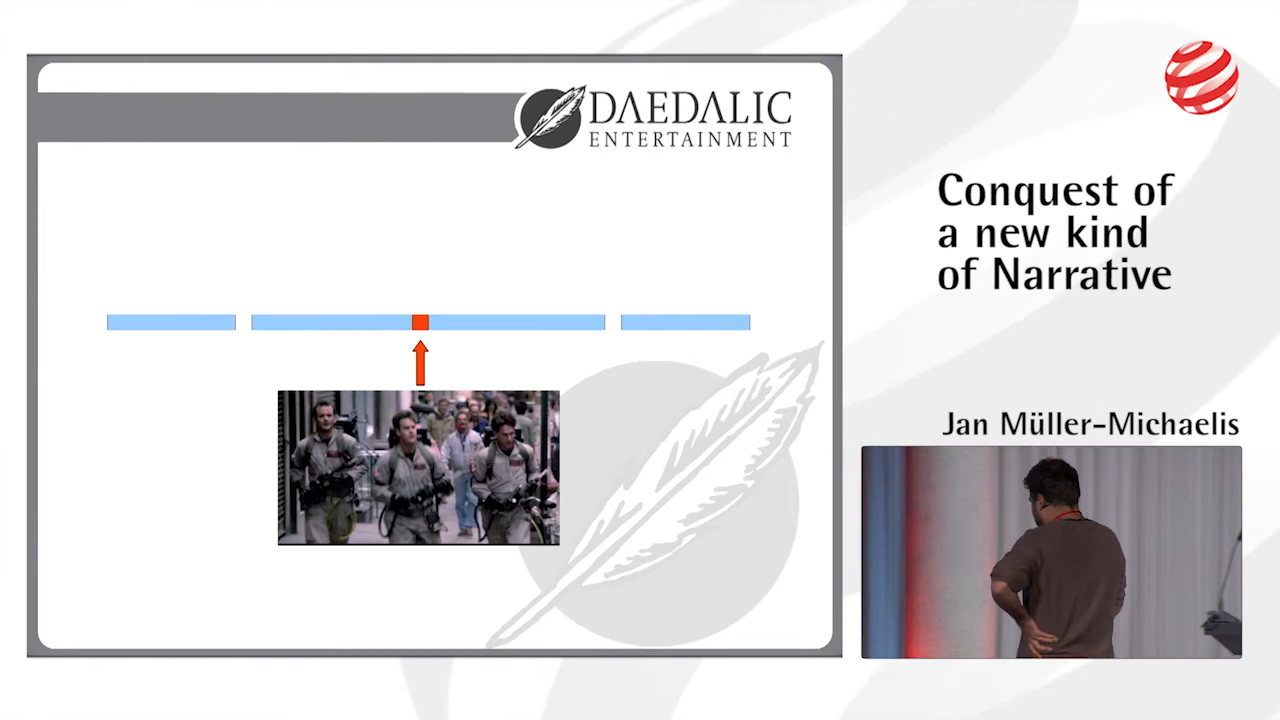 DAEDALIC
ENTERTAINMENT
Conquest of
a new kind
of Narrative
Jan Müller-Michaelis